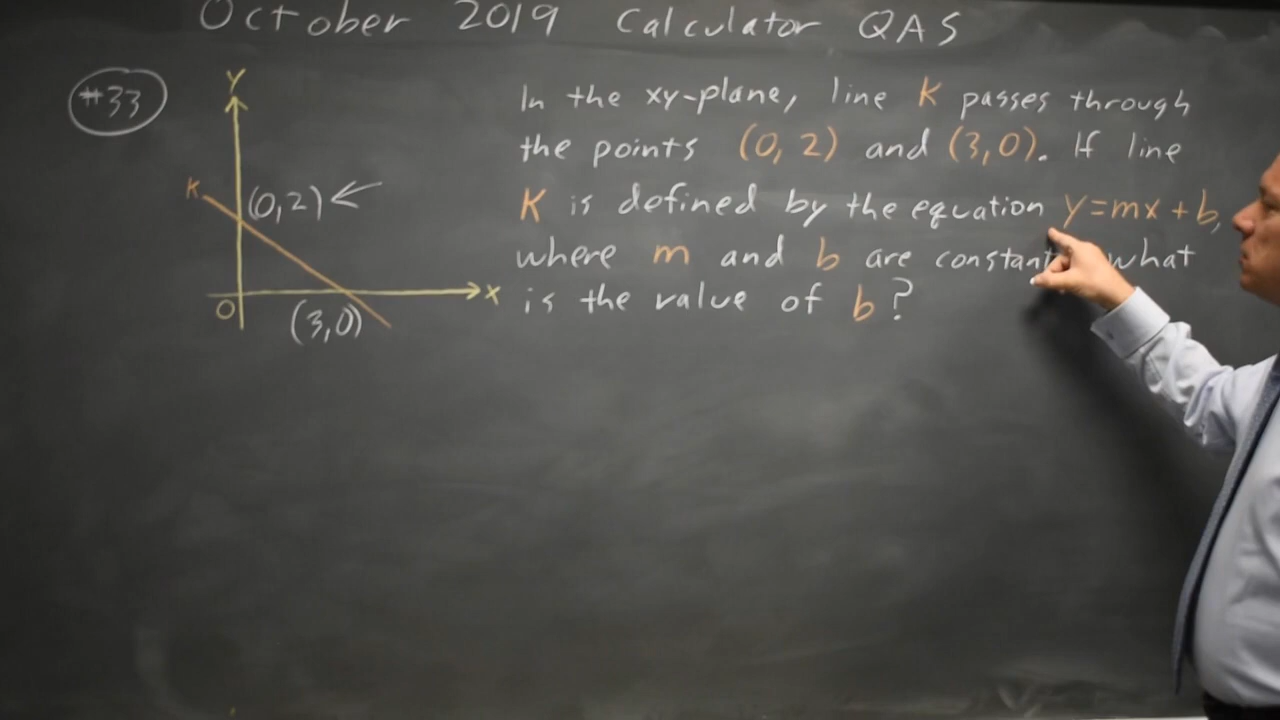 October 2019 Calculator QAS
#33
Y
K
(0,2)
X
O
(3,0)
In the xy-plane, line K passes through
the points (0, 2) and (3,0). If line
K is defined by the equation y=mx+b,
where m and b are what
is the value of b?